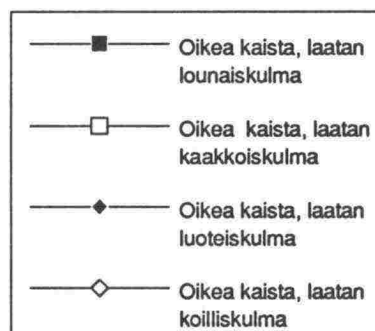 Oikea kaista, laatan
lounaiskulma
Oikea kaista, laatan
kaakkoiskulma
Oikea kaista, laatan
luoteiskulma
Oikea kaista, laatan
koilliskulma